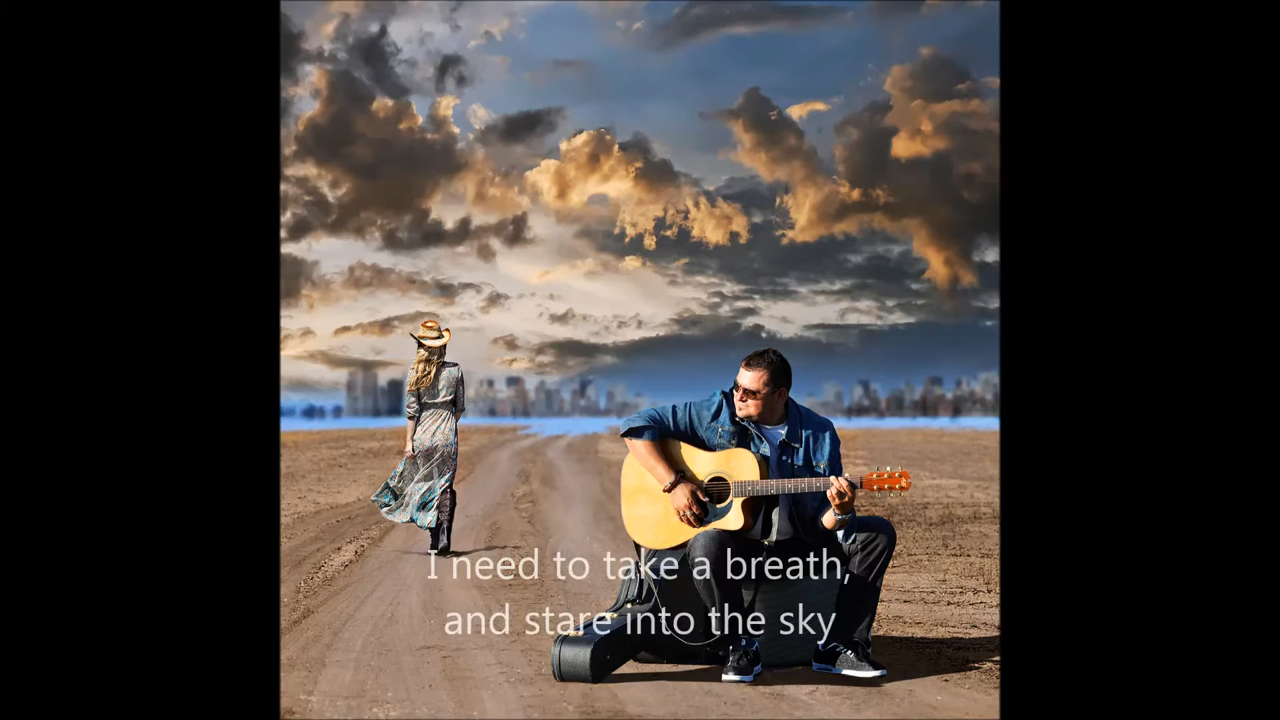 I need to take a breath,
and stare into the sky